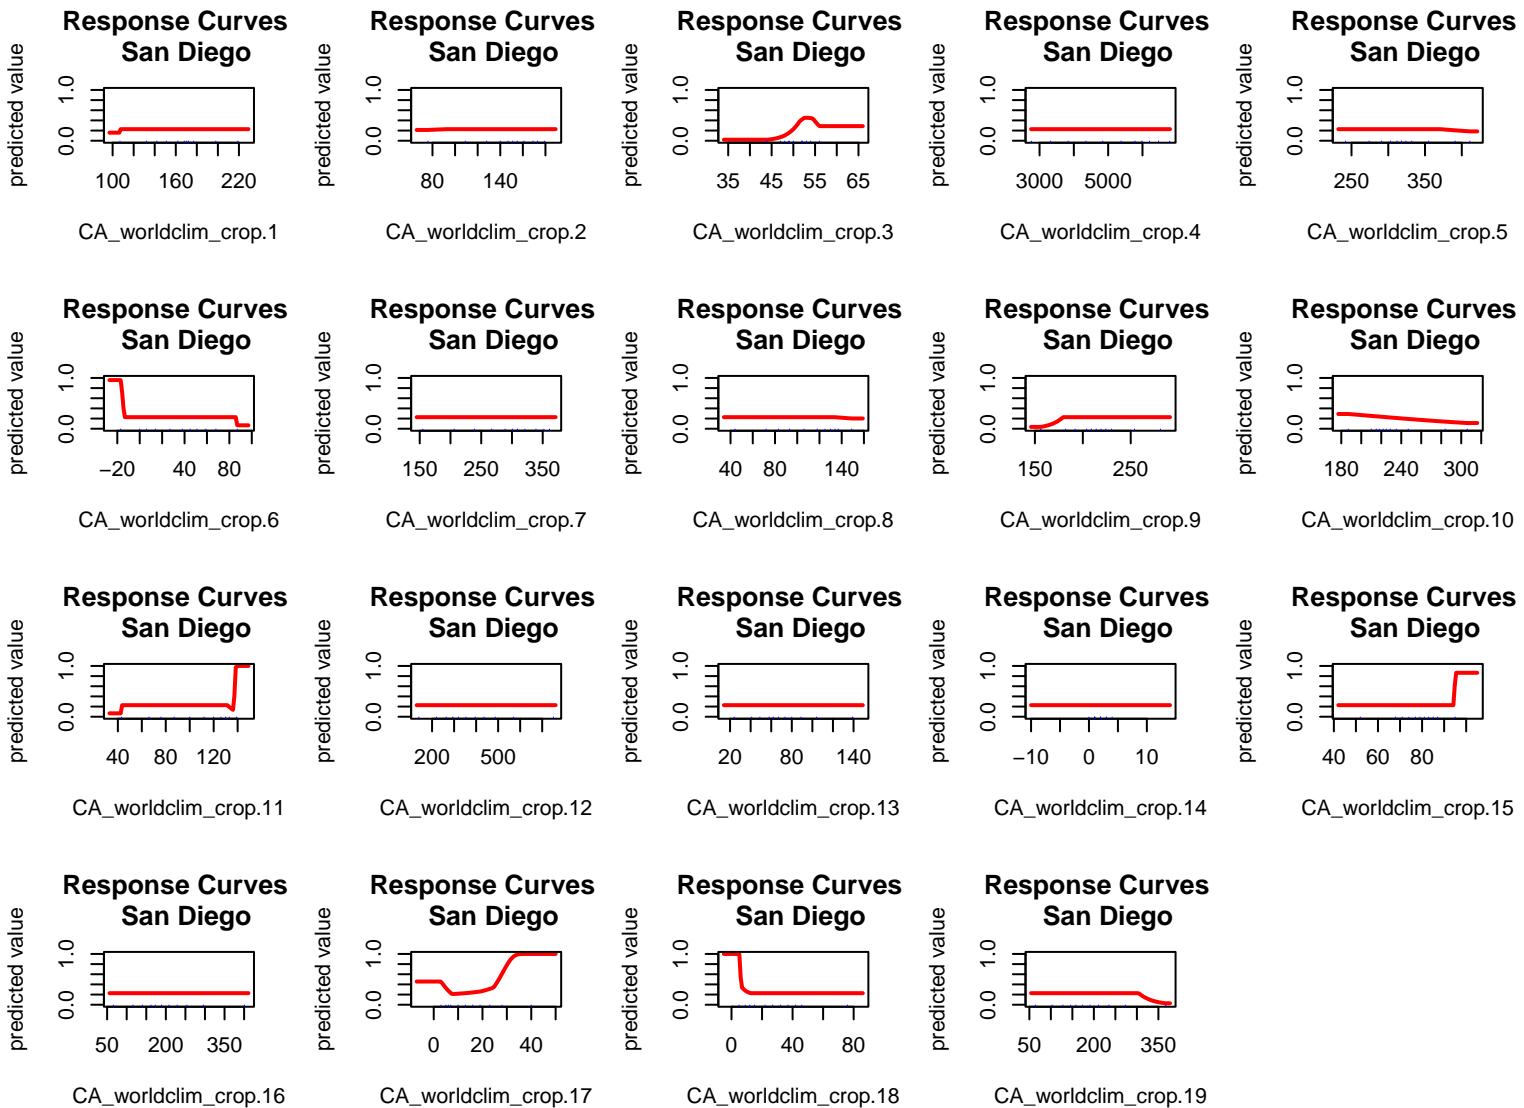 Response Curves
San Diego
predicted value
0.0 1.0
100 160 220
CA_worldclim_crop.1
Response Curves
San Diego
predicted value
0.0 1.0
80 140
CA_worldclim_crop.2
Response Curves
San Diego
predicted value
0.0 1.0
35 45 55 65
CA_worldclim_crop.3
Response Curves
San Diego
predicted value
0.0 1.0
3000 5000
CA_worldclim_crop.4
Response Curves
San Diego
predicted value
0.0 1.0
250 350
CA_worldclim_crop.5
Response Curves
San Diego
predicted value
0.0 1.0
−20 40 80
CA_worldclim_crop.6
Response Curves
San Diego
predicted value
0.0 1.0
150 250 350
CA_worldclim_crop.7
Response Curves
San Diego
predicted value
0.0 1.0
40 80 140
CA_worldclim_crop.8
Response Curves
San Diego
predicted value
0.0 1.0
150 250
CA_worldclim_crop.9
Response Curves
San Diego
predicted value
0.0 1.0
180 240 300
CA_worldclim_crop.10
Response Curves
San Diego
predicted value
0.0 1.0
40 80 120
CA_worldclim_crop.11
Response Curves
San Diego
predicted value
0.0 1.0
200 500
CA_worldclim_crop.12
Response Curves
San Diego
predicted value
0.0 1.0
20 80 140
CA_worldclim_crop.13
Response Curves
San Diego
predicted value
0.0 1.0
−10 0 10
CA_worldclim_crop.14
Response Curves
San Diego
predicted value
0.0 1.0
40 60 80
CA_worldclim_crop.15
Response Curves
San Diego
predicted value
0.0 1.0
50 200 350
CA_worldclim_crop.16
Response Curves
San Diego
predicted value
0.0 1.0
0 20 40
CA_worldclim_crop.17
Response Curves
San Diego
predicted value
0.0 1.0
0 40 80
CA_worldclim_crop.18
Response Curves
San Diego
predicted value
0.0 1.0
50 200 350
CA_worldclim_crop.19